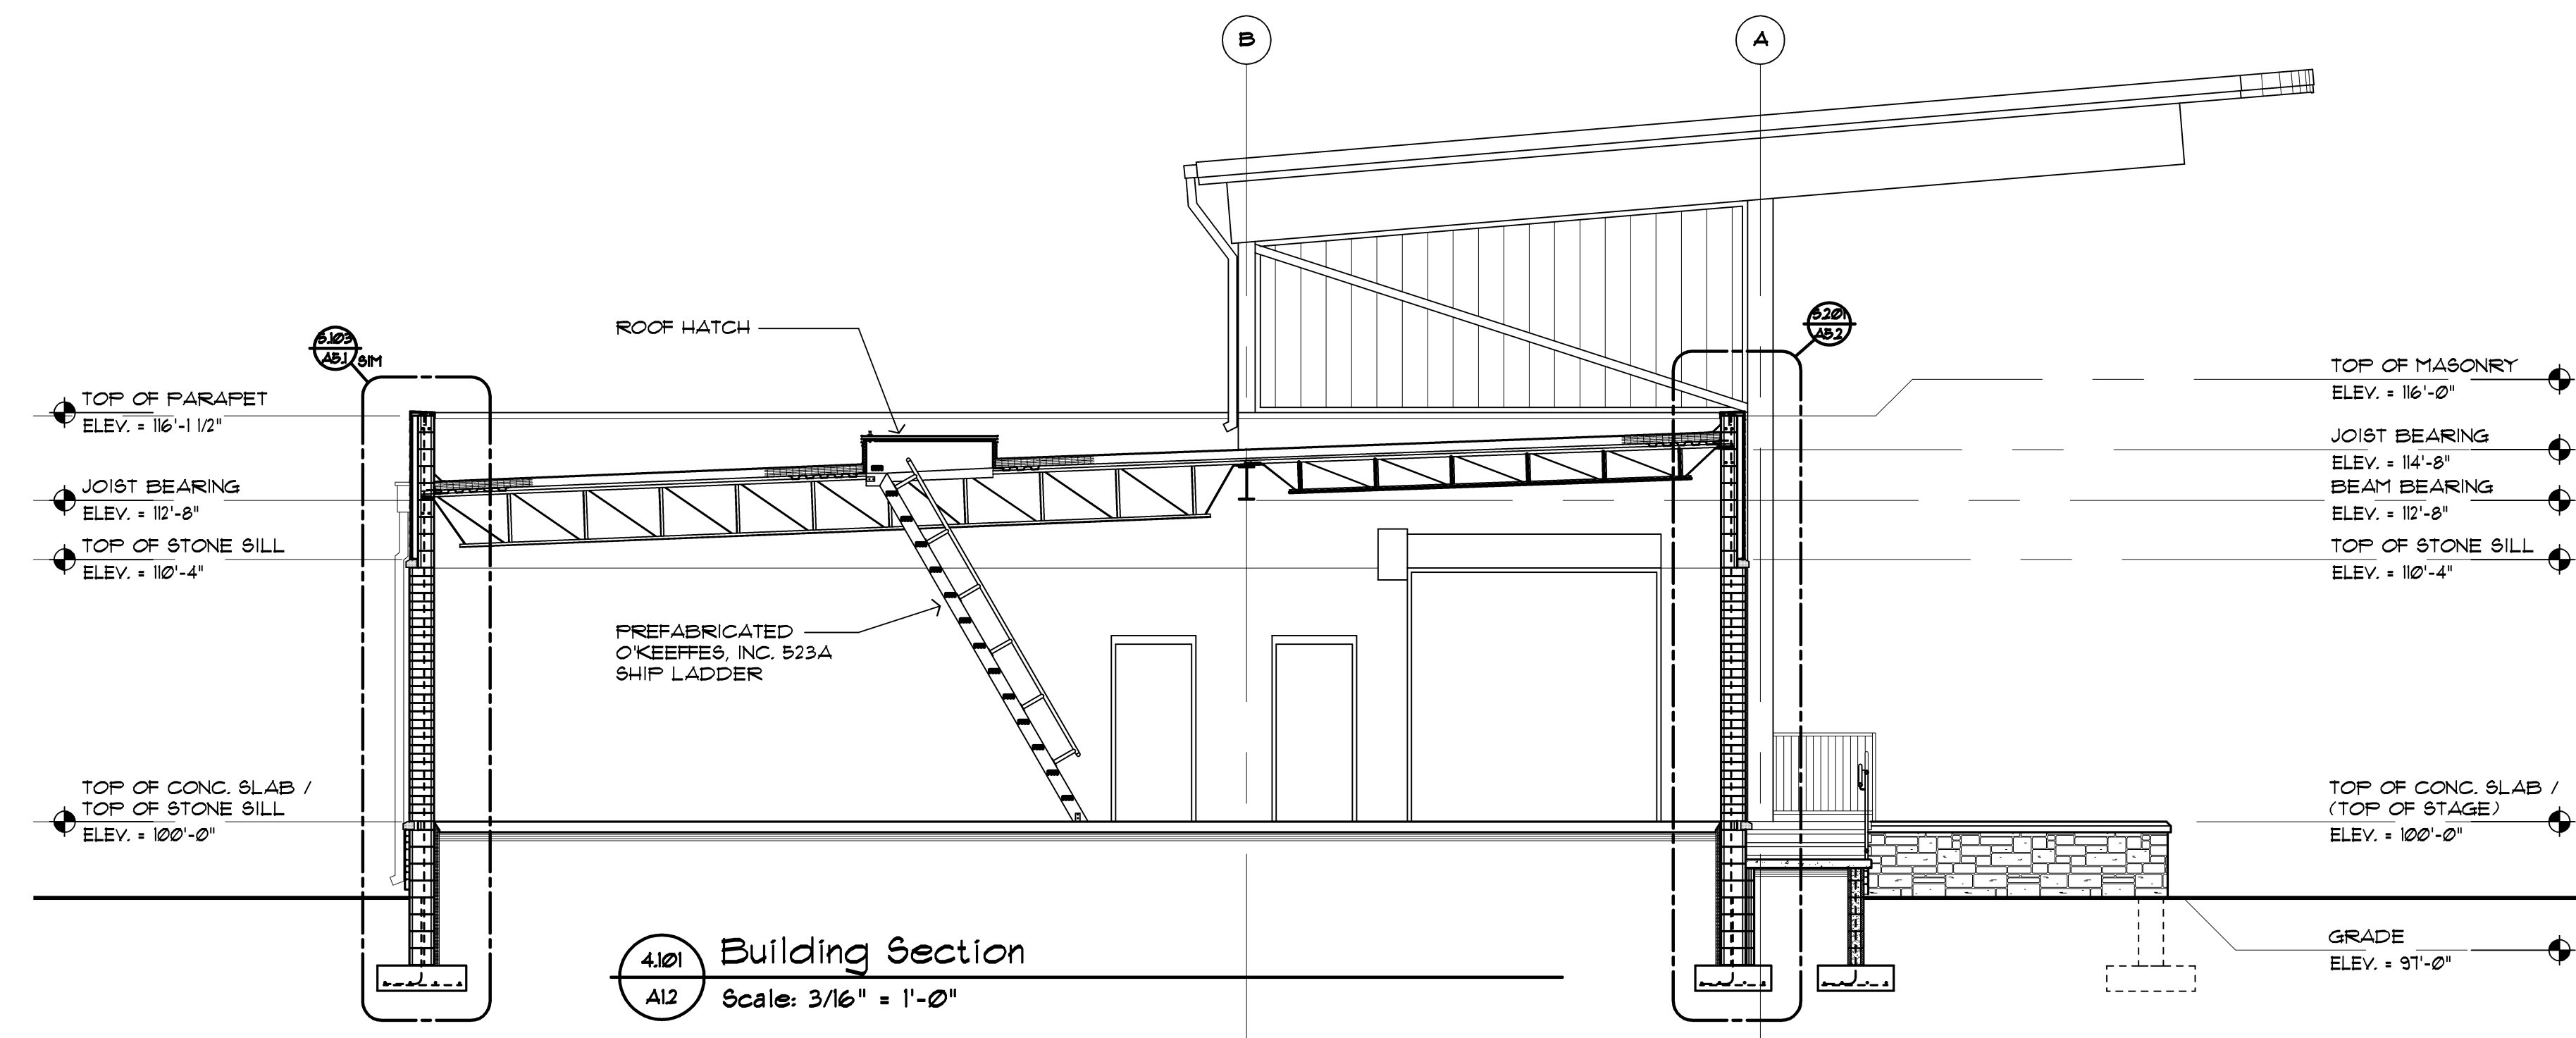 B
A
ROOF HATCH
5.103
A5.1
SIM
5.201
A5.2
TOP OF PARAPET
ELEV. = 116'-1 1/2"
JOIST BEARING
ELEV. = 112'-8"
TOP OF STONE SILL
ELEV. = 110'-4"
TOP OF CONC. SLAB /
TOP OF STONE SILL
ELEV. = 100'-0"
PREFABRICATED
O'KEEFFES, INC. 523A
SHIP LADDER
TOP OF MASONRY
ELEV. = 116'-0"
JOIST BEARING
ELEV. = 114'-8"
BEAM BEARING
ELEV. = 112'-8"
TOP OF STONE SILL
ELEV. = 110'-4"
TOP OF CONC. SLAB /
(TOP OF STAGE)
ELEV. = 100'-0"
GRADE
ELEV. = 97'-0"
4.101
A1.2
Building Section
Scale: 3/16" = 1'-0"